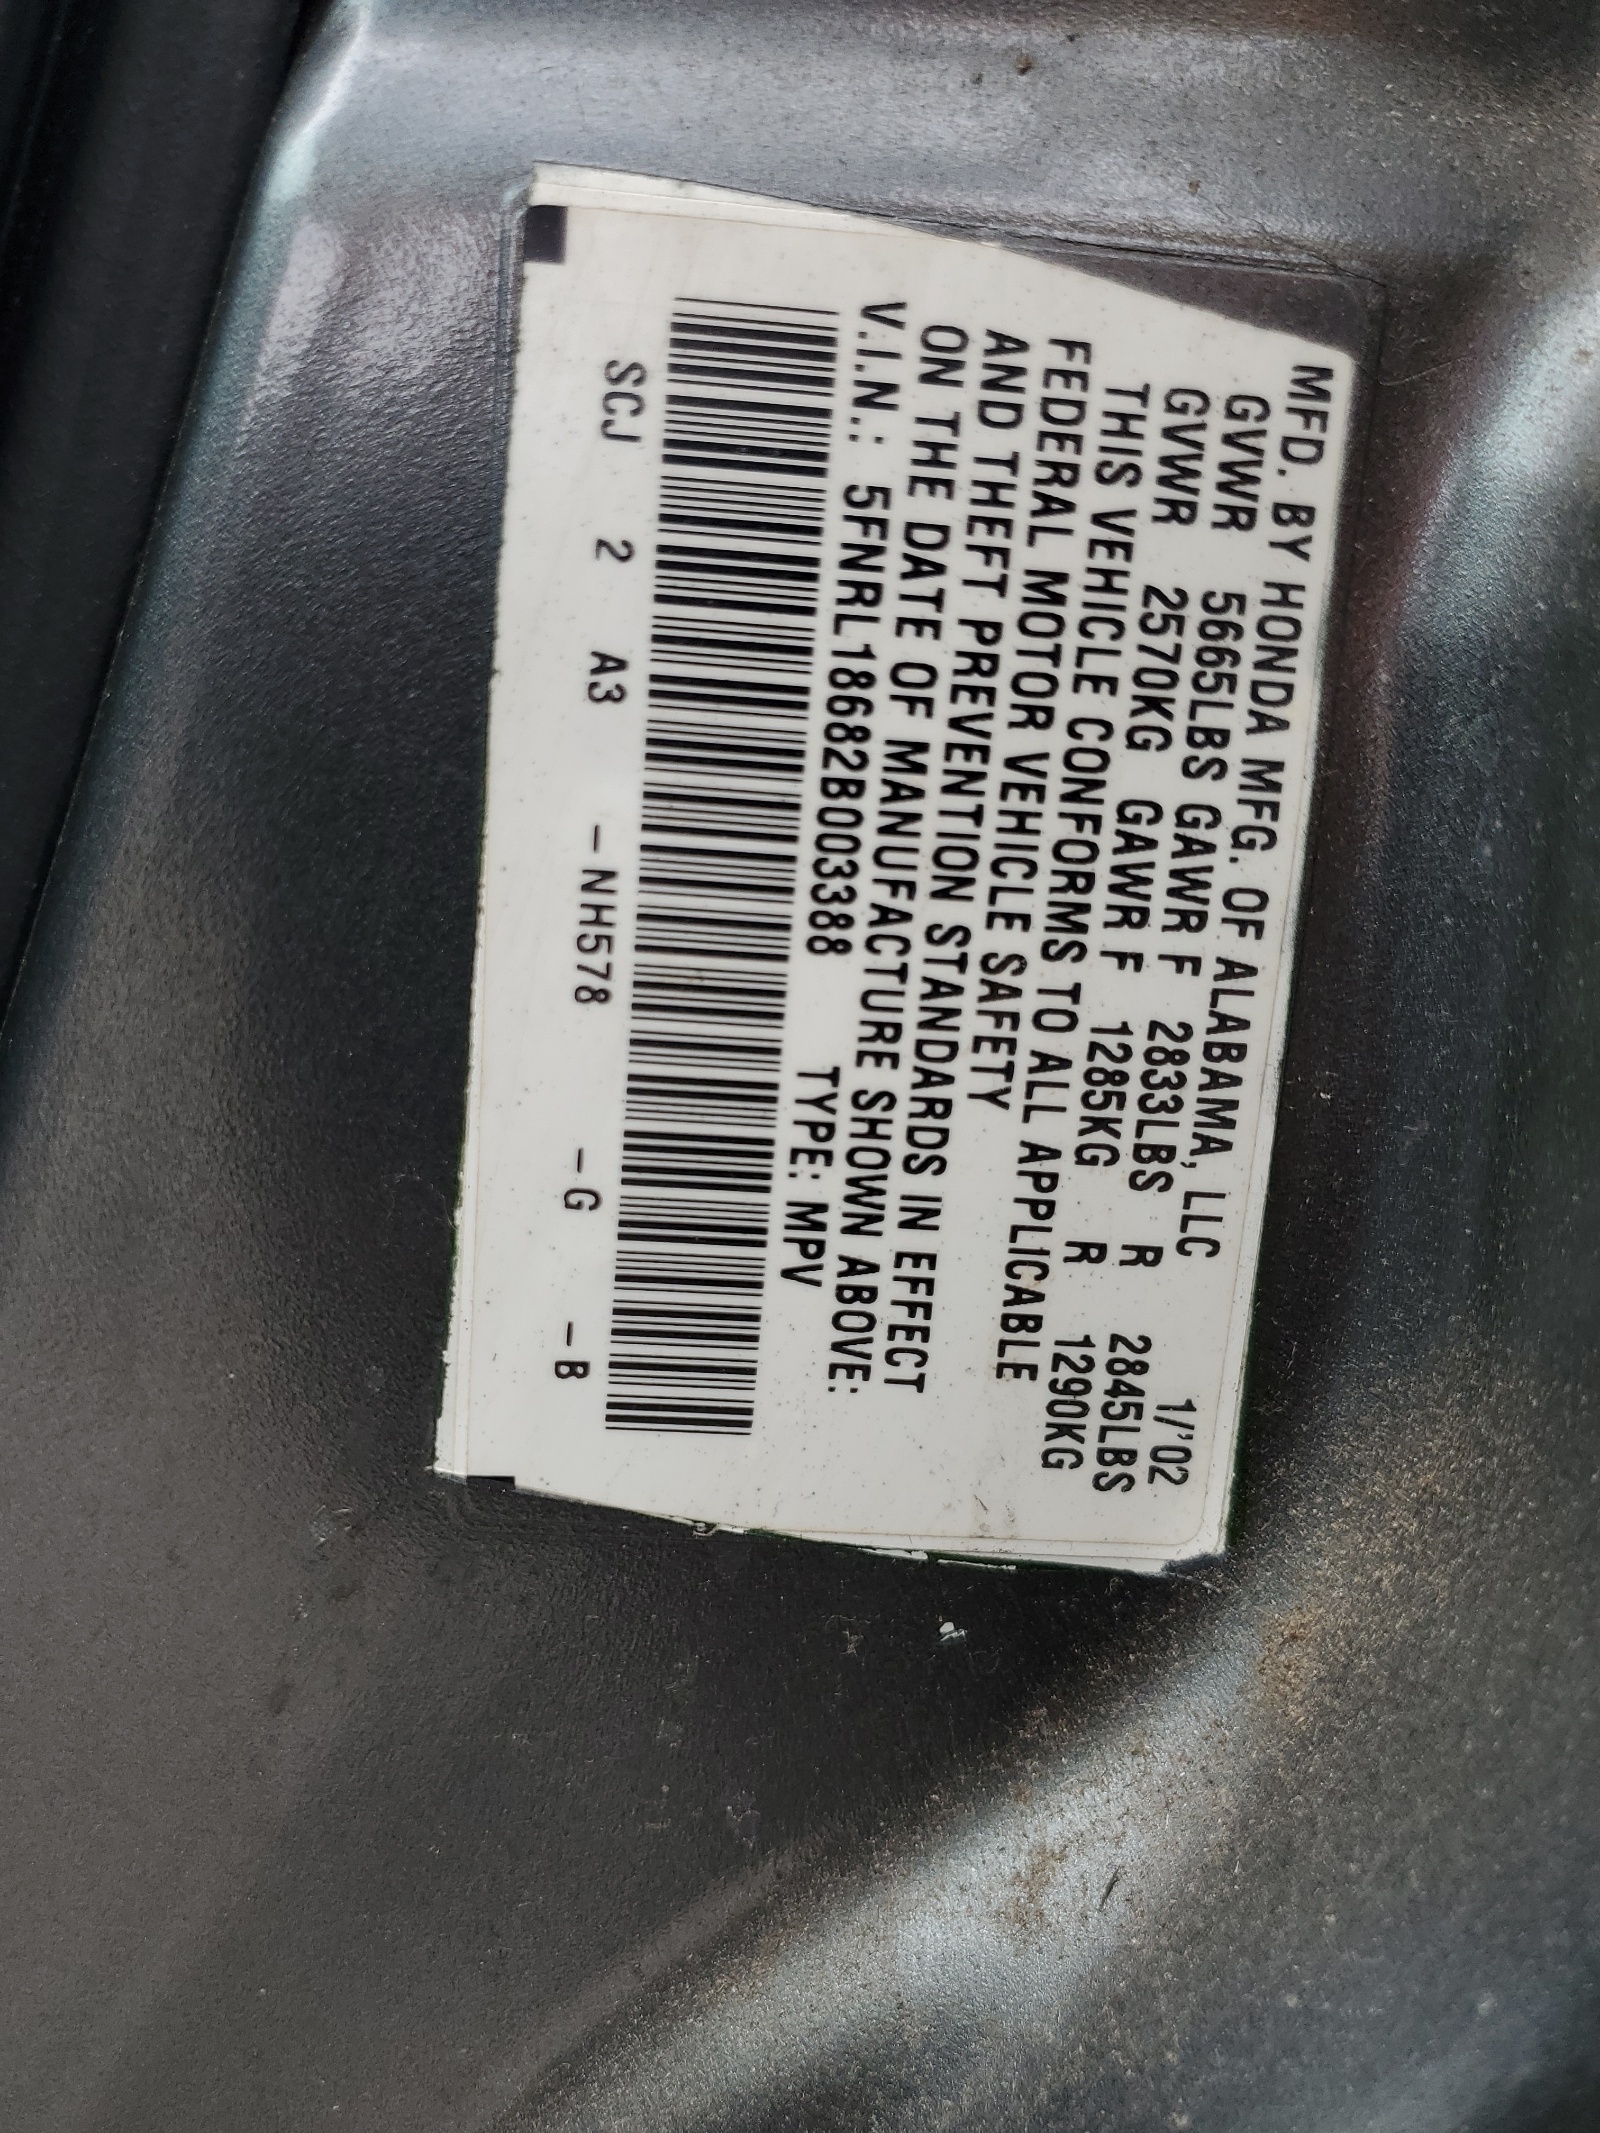 MFD. BY HONDA MFG. OF ALABAMA, LLC 1/'02
GVWR 5665LBS GAWR F 2833LBS R 2845LBS
GVWR 2570KG GAWR F 1285KG R 1290KG
THIS VEHICLE CONFORMS TO ALL APPLICABLE
FEDERAL MOTOR VEHICLE SAFETY
AND THEFT PREVENTION STANDARDS IN EFFECT
ON THE DATE OF MANUFACTURE SHOWN ABOVE:
V.I.N.: 5FNRL18682B003388 TYPE: MPV
SCJ 2 A3 -NH578 -G -B